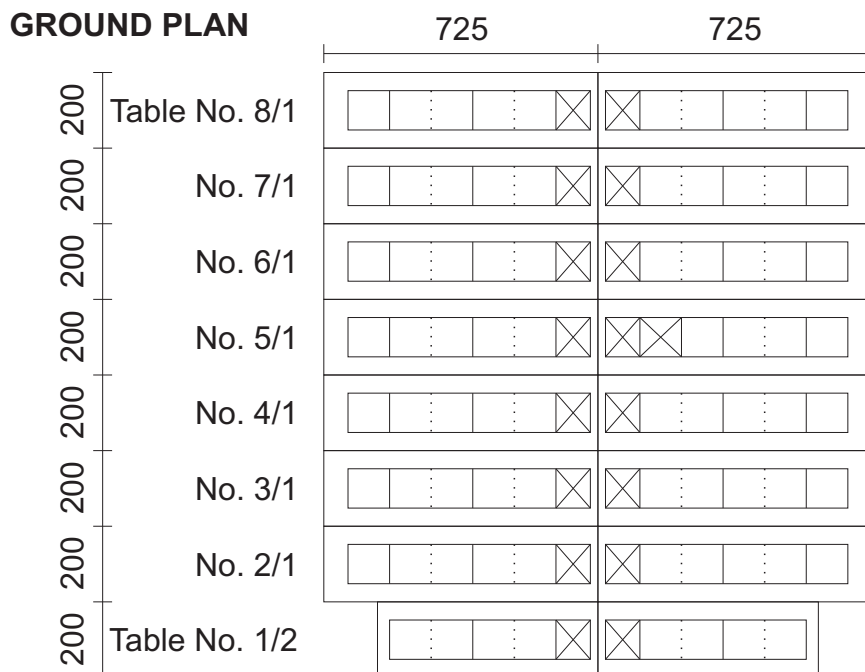 GROUND PLAN 725 725
200 Table No. 8/1
200 No. 7/1
200 No. 6/1
200 No. 5/1
200 No. 4/1
200 No. 3/1
200 No. 2/1
200 Table No. 1/2